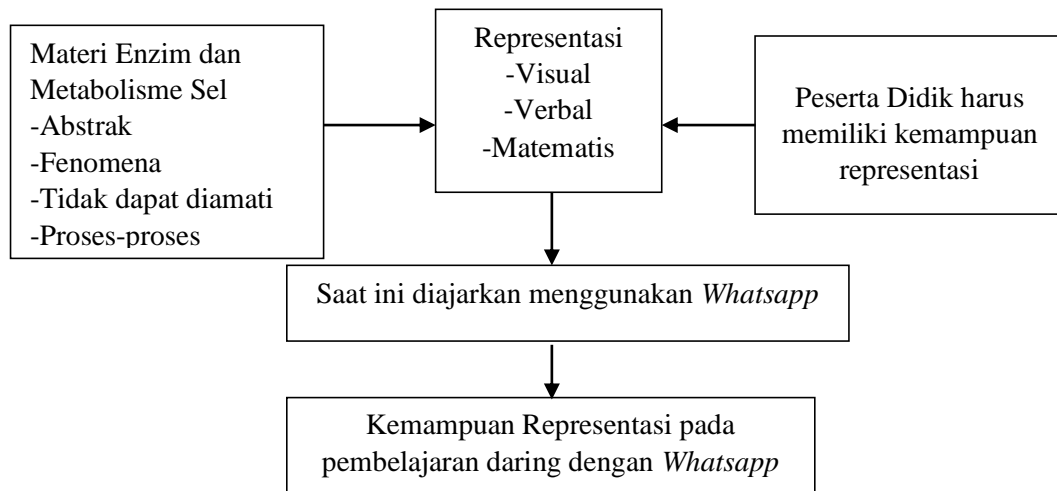 Materi Enzim dan
Metabolisme Sel
-Abstrak
-Fenomena
-Tidak dapat diamati
-Proses-proses
Representasi
-Visual
-Verbal
-Matematis
Peserta Didik harus
memiliki kemampuan
representasi
Saat ini diajarkan menggunakan Whatsapp
Kemampuan Representasi pada
pembelajaran daring dengan Whatsapp